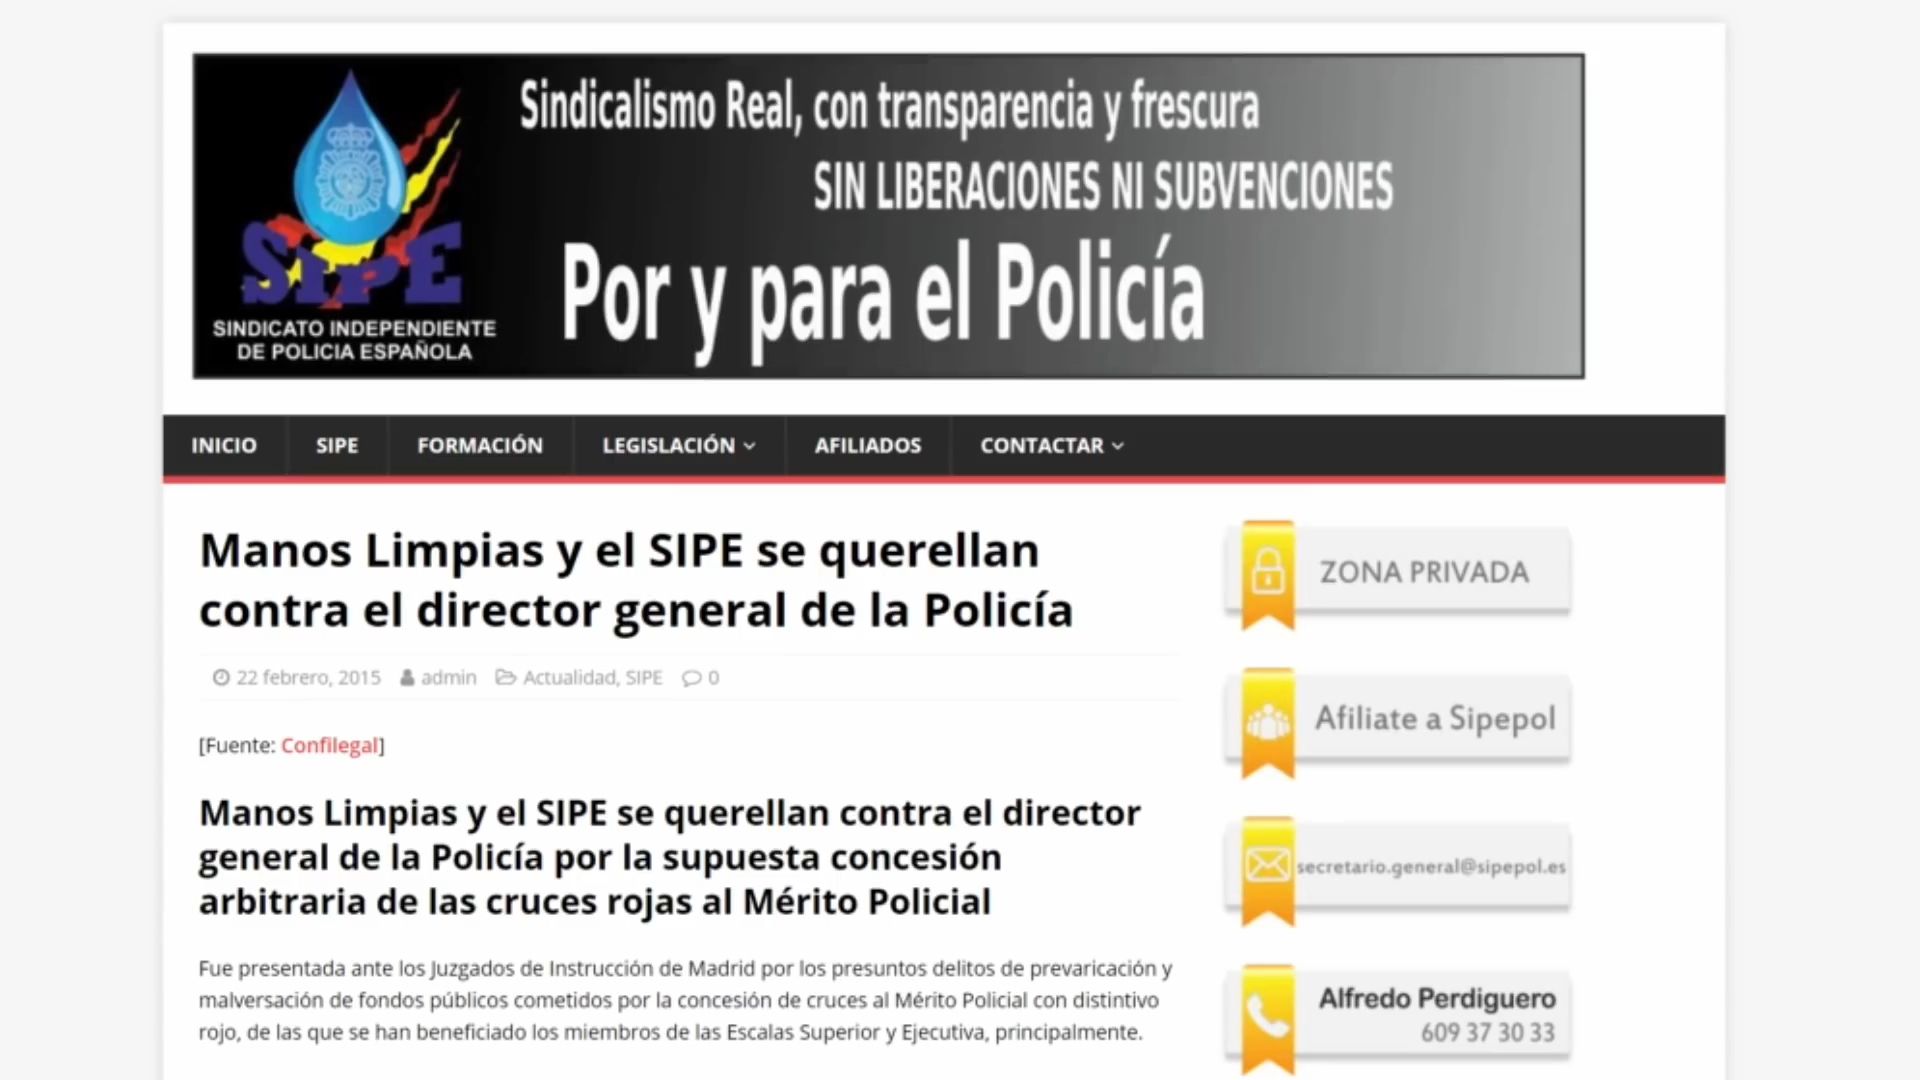 Sindicalismo Real, con transparencia y frescura
SIN LIBERACIONES NI SUBVENCIONES
Por y para el Policía
SIPE
SINDICATO INDEPENDIENTE
DE POLICIA ESPAÑOLA
INICIO SIPE FORMACIÓN LEGISLACIÓN AFILIADOS CONTACTAR
Manos Limpias y el SIPE se querellan
contra el director general de la Policía
22 febrero, 2015 admin Actualidad, SIPE 0
[Fuente: Confilegal]
Manos Limpias y el SIPE se querellan contra el director
general de la Policía por la supuesta concesión
arbitraria de las cruces rojas al Mérito Policial
Fue presentada ante los Juzgados de Instrucción de Madrid por los presuntos delitos de prevaricación y
malversación de fondos públicos cometidos por la concesión de cruces al Mérito Policial con distintivo
rojo, de las que se han beneficiado los miembros de las Escalas Superior y Ejecutiva, principalmente.
ZONA PRIVADA
Afiliate a Sipepol
secretario.general@sipepol.es
Alfredo Perdiguero
609 37 30 33